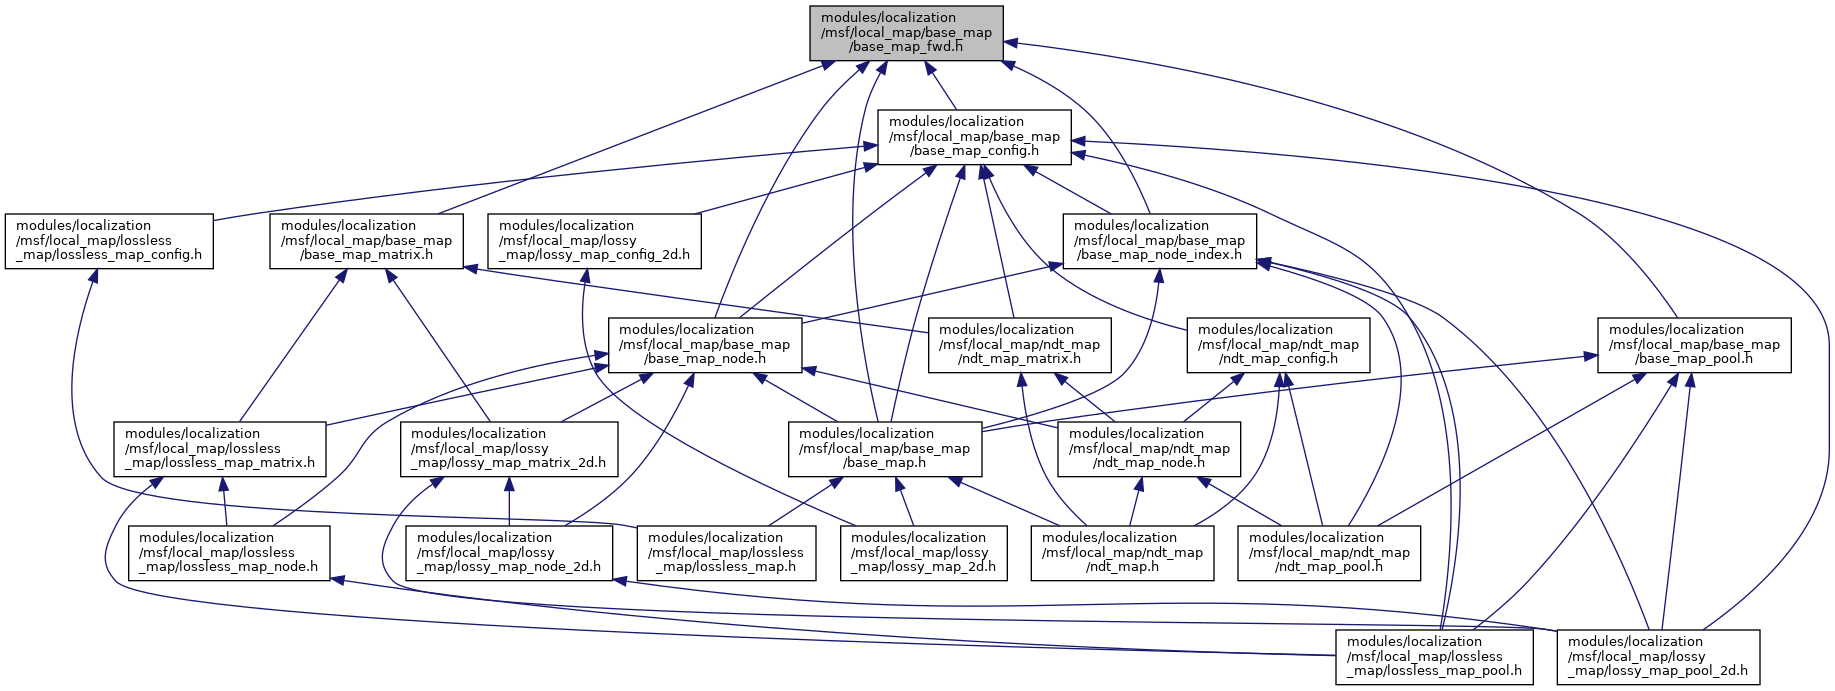 modules/localization
/msf/local_map/base_map
/base_map_fwd.h
modules/localization
/msf/local_map/base_map
/base_map_config.h
modules/localization
/msf/local_map/lossless
_map/lossless_map_config.h
modules/localization
/msf/local_map/base_map
/base_map_matrix.h
modules/localization
/msf/local_map/lossy
_map/lossy_map_config_2d.h
modules/localization
/msf/local_map/base_map
/base_map_node_index.h
modules/localization
/msf/local_map/base_map
/base_map_node.h
modules/localization
/msf/local_map/ndt_map
/ndt_map_matrix.h
modules/localization
/msf/local_map/ndt_map
/ndt_map_config.h
modules/localization
/msf/local_map/base_map
/base_map_pool.h
modules/localization
/msf/local_map/lossless
_map/lossless_map_matrix.h
modules/localization
/msf/local_map/lossy
_map/lossy_map_matrix_2d.h
modules/localization
/msf/local_map/base_map
/base_map.h
modules/localization
/msf/local_map/ndt_map
/ndt_map_node.h
modules/localization
/msf/local_map/lossless
_map/lossless_map_node.h
modules/localization
/msf/local_map/lossy
_map/lossy_map_node_2d.h
modules/localization
/msf/local_map/lossless
_map/lossless_map.h
modules/localization
/msf/local_map/lossy
_map/lossy_map_2d.h
modules/localization
/msf/local_map/ndt_map
/ndt_map.h
modules/localization
/msf/local_map/ndt_map
/ndt_map_pool.h
modules/localization
/msf/local_map/lossless
_map/lossless_map_pool.h
modules/localization
/msf/local_map/lossy
_map/lossy_map_pool_2d.h